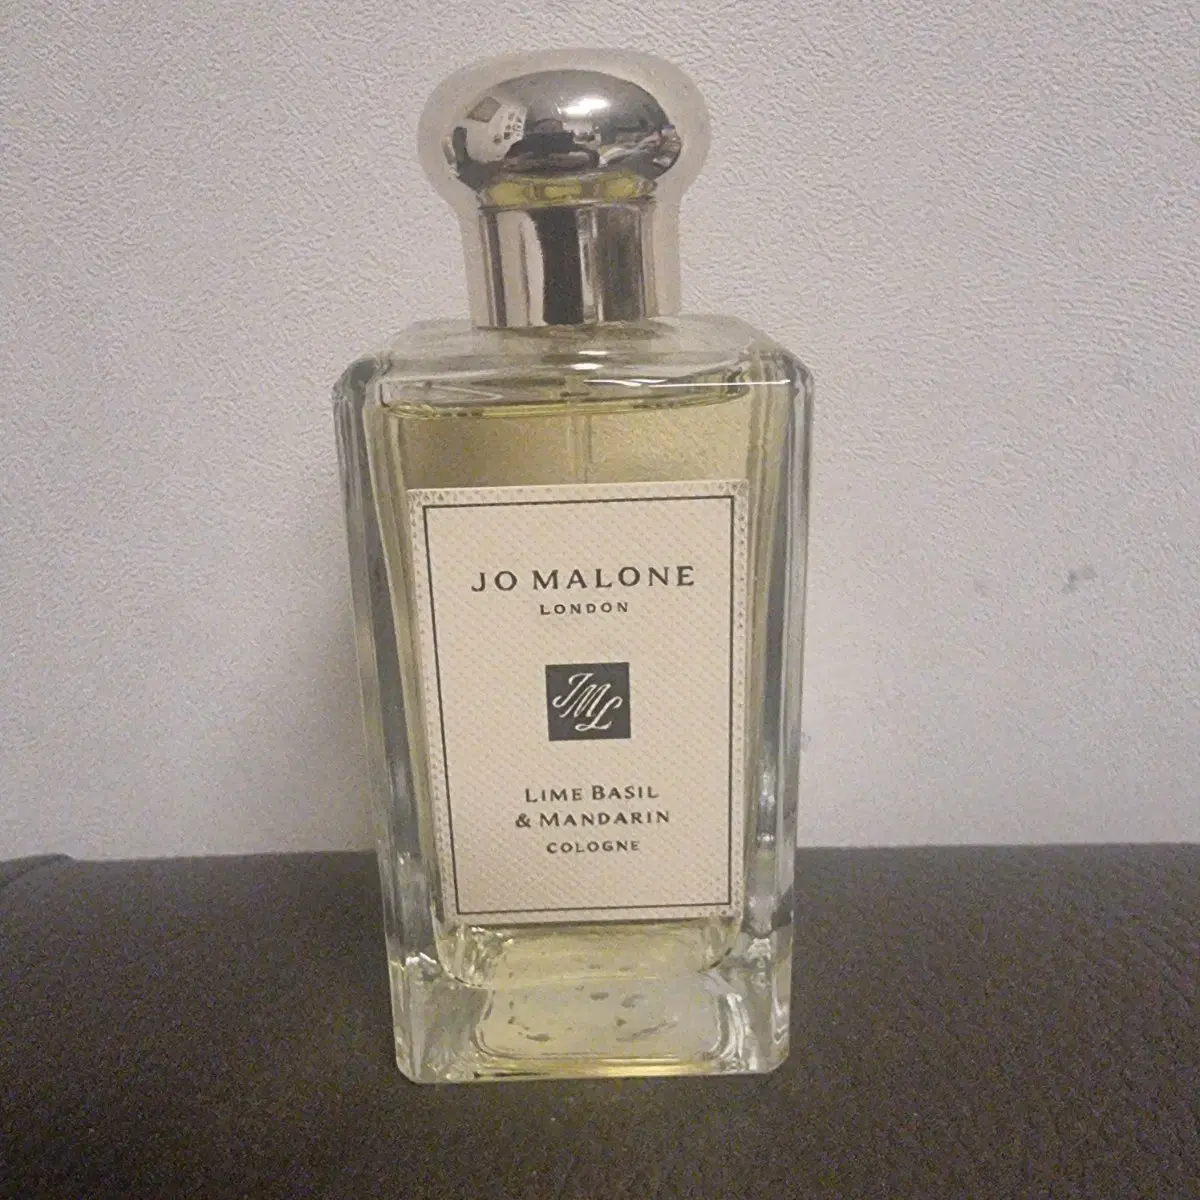 JO MALONE
LONDON
JML
LIME BASIL
& MANDARIN
COLOGNE